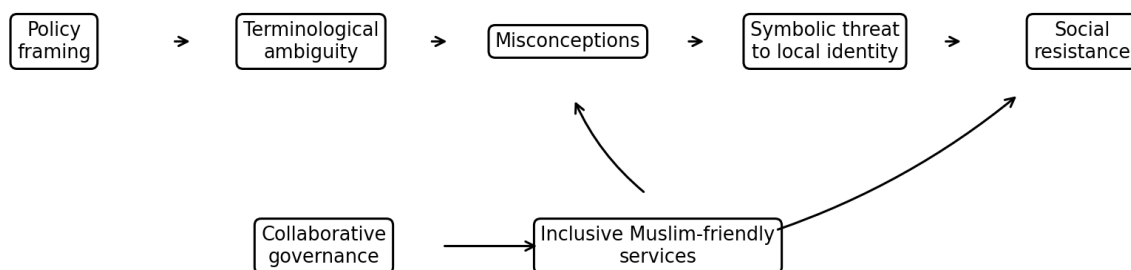 Policy
framing
Terminological
ambiguity
Misconceptions
Symbolic threat
to local identity
Social
resistance
Collaborative
governance
Inclusive Muslim-friendly
services